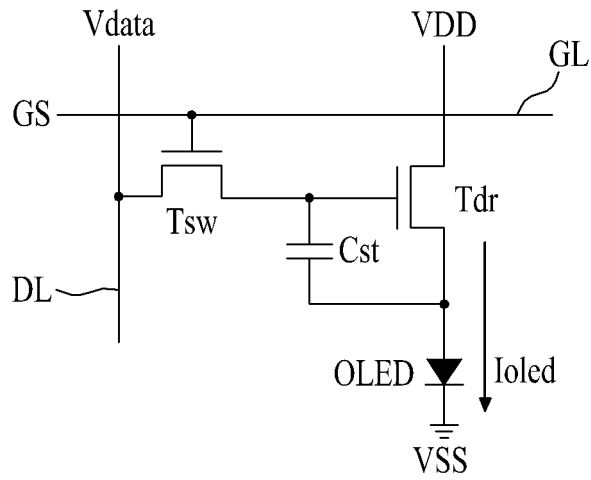 Vdata
VDD
GL
GS
Tsw
Tdr
Cst
DL
OLED
Ioled
VSS